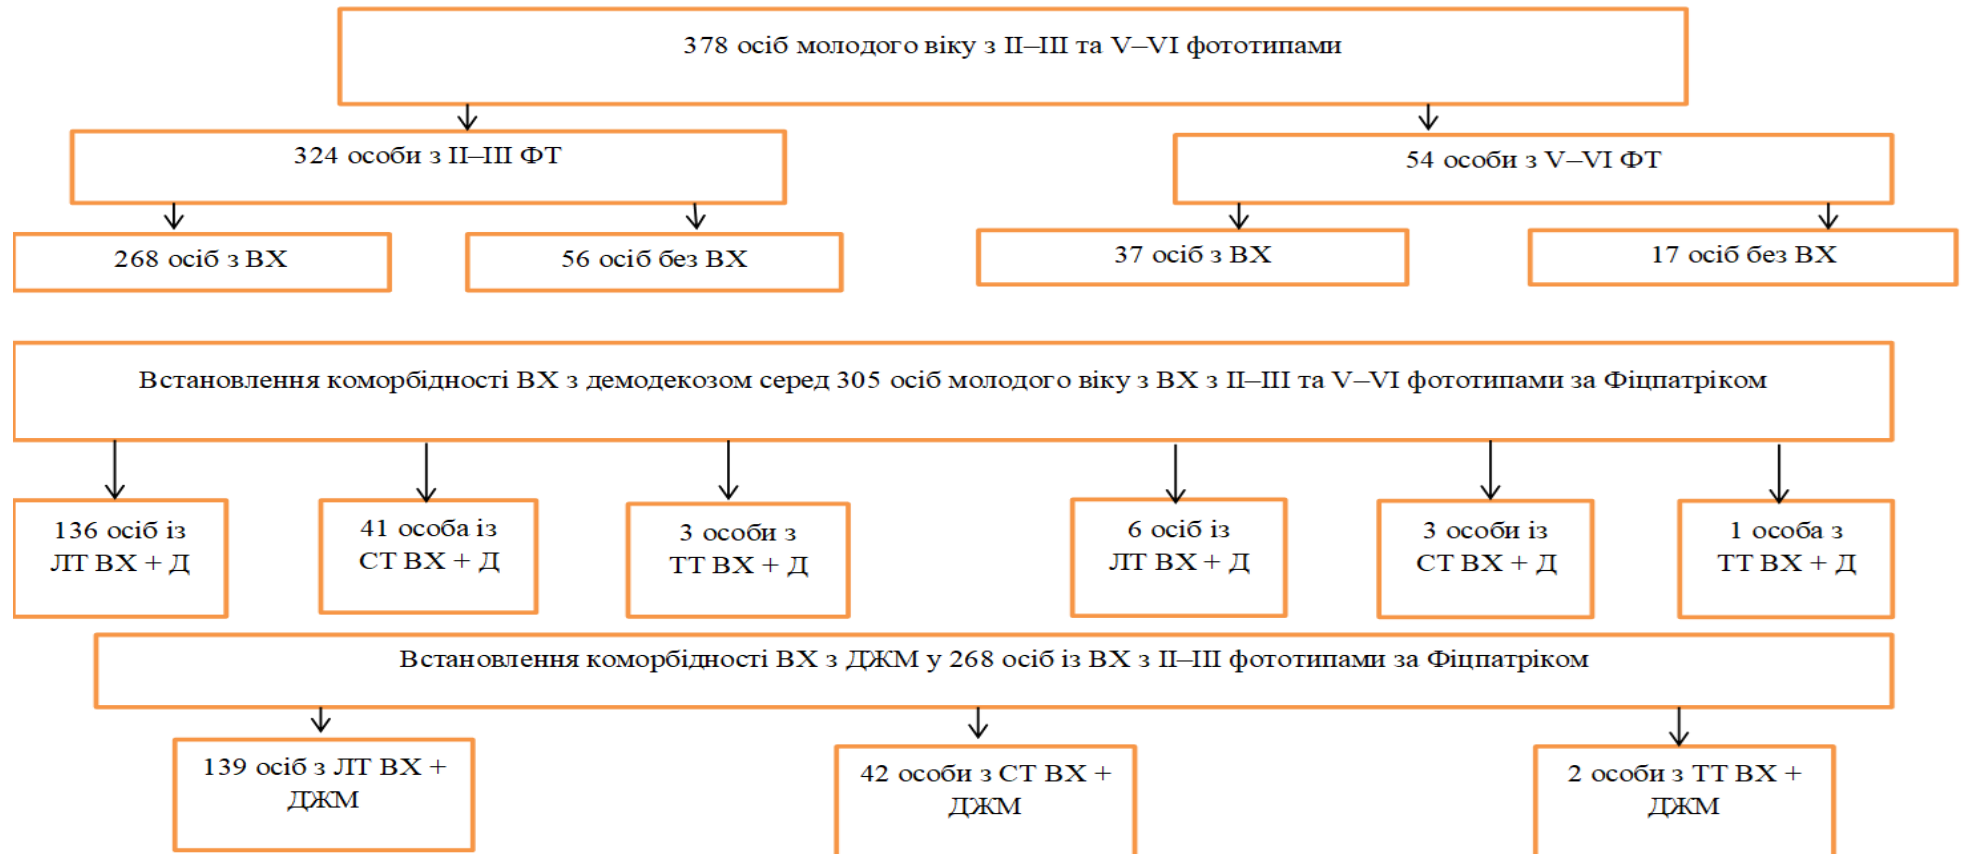 378 осіб молодого віку з II–III та V–VI фототипами
324 особи з II–III ФТ
54 особи з V–VI ФТ
268 осіб з ВХ
56 осіб без ВХ
37 осіб з ВХ
17 осіб без ВХ
Встановлення коморбідності ВХ з демодекозом серед 305 осіб молодого віку з ВХ з II–III та V–VI фототипами за Фіцпатріком
136 осіб із
ЛТ ВХ + Д
41 особа із
СТ ВХ + Д
3 особи з
ТТ ВХ + Д
6 осіб із
ЛТ ВХ + Д
3 особи із
СТ ВХ + Д
1 особа з
ТТ ВХ + Д
Встановлення коморбідності ВХ з ДЖМ у 268 осіб із ВХ з II–III фототипами за Фіцпатріком
139 осіб з ЛТ ВХ +
ДЖМ
42 особи з СТ ВХ +
ДЖМ
2 особи з ТТ ВХ +
ДЖМ